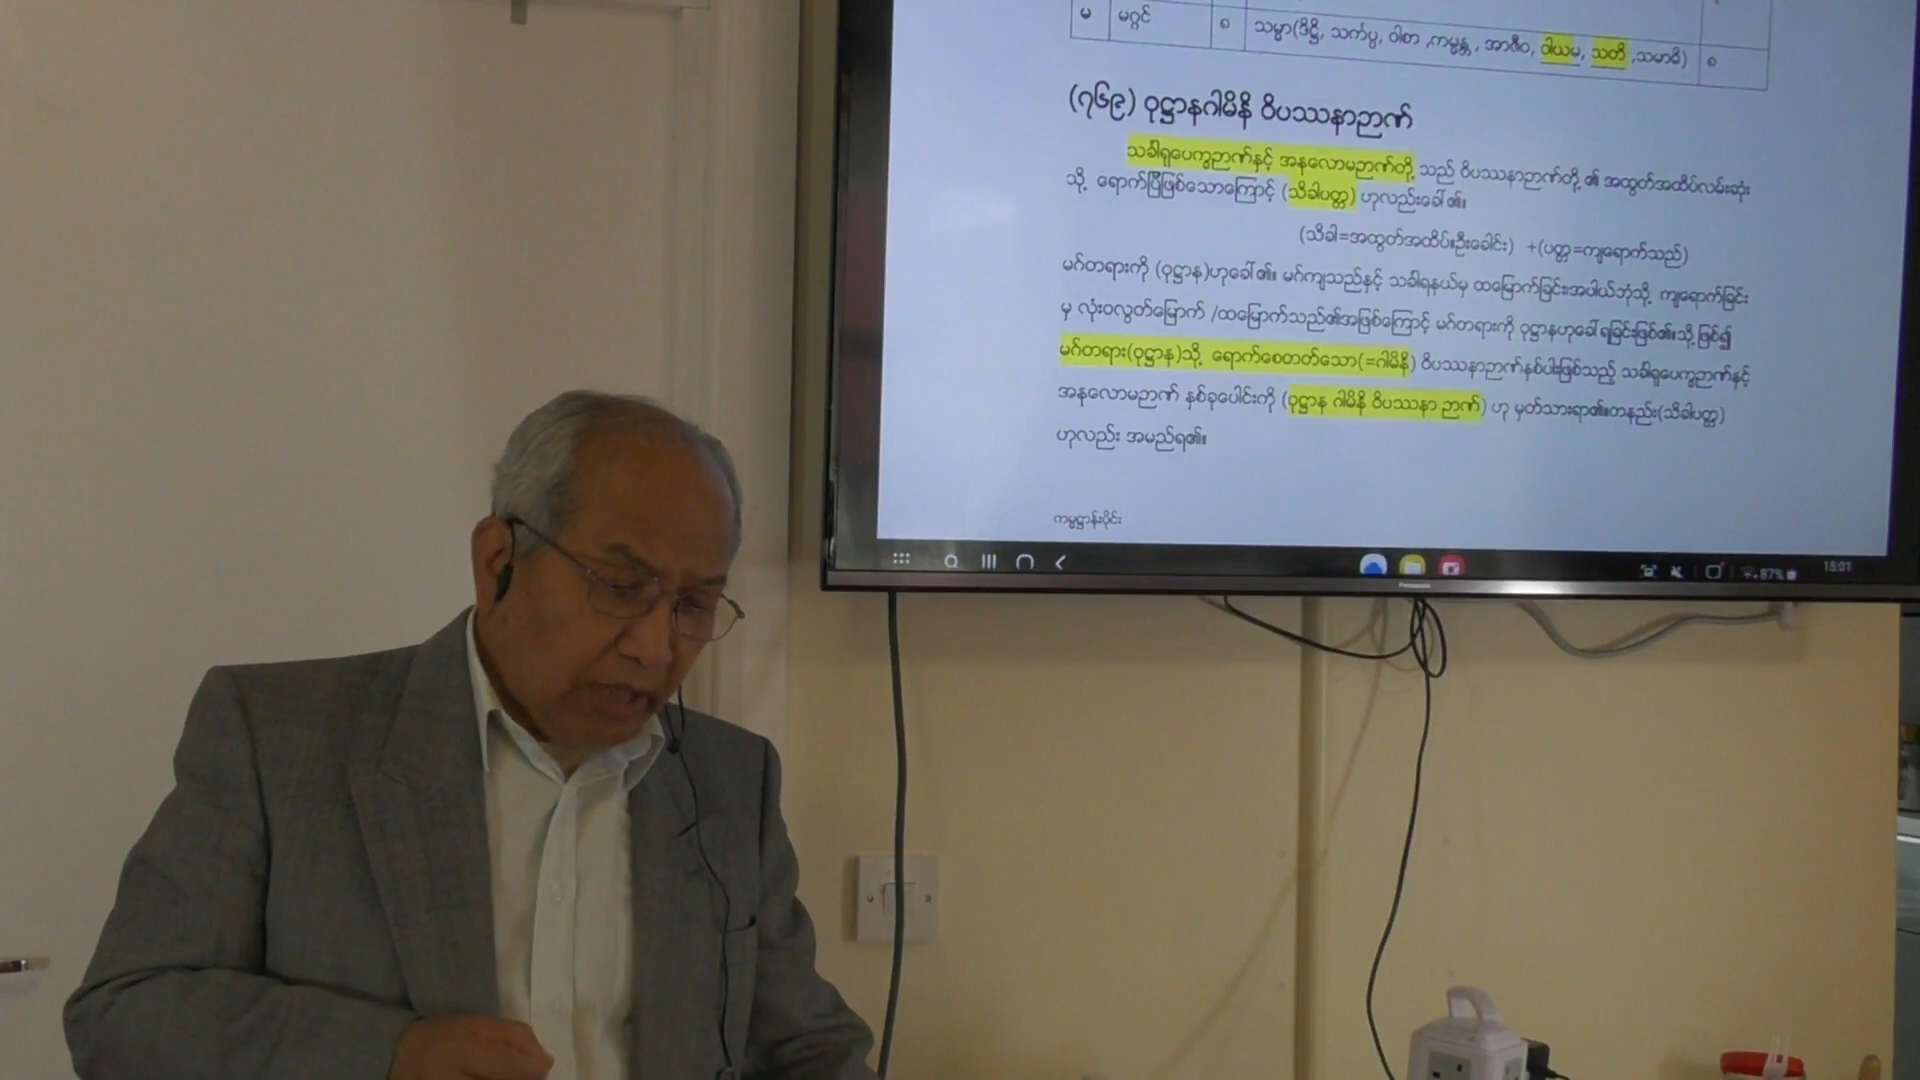 မ မဂ္ဂင် ၈ သမ္မာ(ဒိဋ္ဌိ, သင်္ကပ္ပ, ဝါစာ ,ကမ္မန္တ , အာဇီဝ, ဝါယမ, သတိ ,သမာဓိ) ၈
(၇၆၉) ဝုဋ္ဌာနဂါမိနိ ဝိပဿနာဉာဏ်
သင်္ခါရုပေက္ခဉာဏ်နှင့် အနုလောမဉာဏ်တို့ သည် ဝိပဿနာဉာဏ်တို့ ၏ အထွတ်အထိပ်လမ်းဆုံး
သို့ ရောက်ပြီဖြစ်သောကြောင့် (သိခါပတ္တ) ဟုလည်းခေါ်၏။
(သိခါ=အထွတ်အထိပ်။ဦးခေါင်း) +(ပတ္တ=ကျရောက်သည်)
မဂ်တရားကို (ဝုဋ္ဌာန)ဟုခေါ်၏။ မဂ်ကျသည်နှင့် သင်္ခါရနယ်မှ ထမြောက်ခြင်း၊အပါယ်ဘုံသို့ ကျရောက်ခြင်း
မှ လုံးဝလွတ်မြောက် /ထမြောက်သည်၏အဖြစ်ကြောင့် မဂ်တရားကို ဝုဋ္ဌာနဟုခေါ်ရခြင်းဖြစ်၏။သို့ဖြစ်၍
မဂ်တရား(ဝုဋ္ဌာန)သို့ ရောက်စေတတ်သော(=ဂါမိနိ) ဝိပဿနာဉာဏ်နှစ်ပါးဖြစ်သည့် သင်္ခါရုပေက္ခဉာဏ်နှင့်
အနုလောမဉာဏ် နှစ်ခုပေါင်းကို (ဝုဋ္ဌာန ဂါမိနိ ဝိပဿနာ ဉာဏ်) ဟု မှတ်သားရာ၏။တနည်း(သိခါပတ္တ)
ဟုလည်း အမည်ရ၏။
ကမ္မဋ္ဌာန်းပိုင်း
87% 15:01
Panasonic